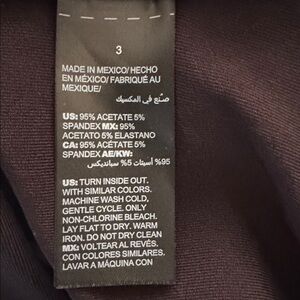 3
MADE IN MEXICO/ HECHO
EN MÉXICO/ FABRIQUÉ AU
MEXIQUE/
صنع في المكسيك
US: 95% ACETATE 5%
SPANDEX MX: 95%
ACETATO 5% ELASTANO
CA: 95% ACÉTATE 5%
SPANDEX AE/KW:
95% أسيتات 5% سبانديكس
US: TURN INSIDE OUT.
WITH SIMILAR COLORS.
MACHINE WASH COLD,
GENTLE CYCLE. ONLY
NON-CHLORINE BLEACH.
LAY FLAT TO DRY. WARM
IRON. DO NOT DRY CLEAN
MX: VOLTEAR AL REVÉS.
CON COLORES SIMILARES.
LAVAR A MÁQUINA CON